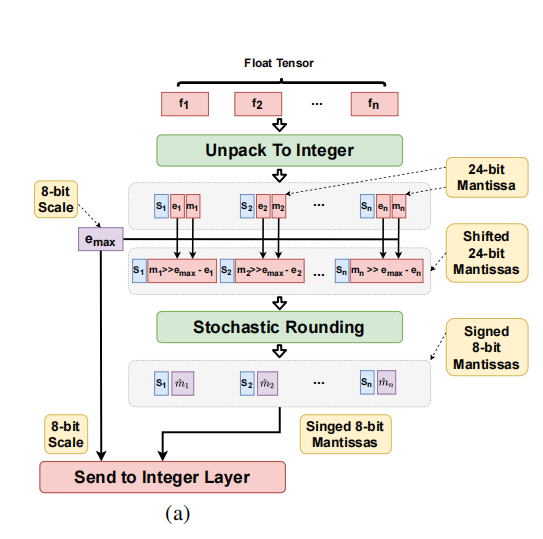 Float Tensor
f1 f2 ... fn
Unpack To Integer
8-bit
Scale
24-bit
Mantissa
S1 e1 m1 S2 e2 m2 ... Sn en mn
emax
Shifted
24-bit
Mantissas
S1 m1>>emax - e1 S2 m2>>emax - e2 ... Sn mn >> emax - en
Stochastic Rounding
Signed
8-bit
Mantissas
S1 m̂1 S2 m̂2 ... Sn m̂n
8-bit
Scale
Singed 8-bit
Mantissas
Send to Integer Layer
(a)